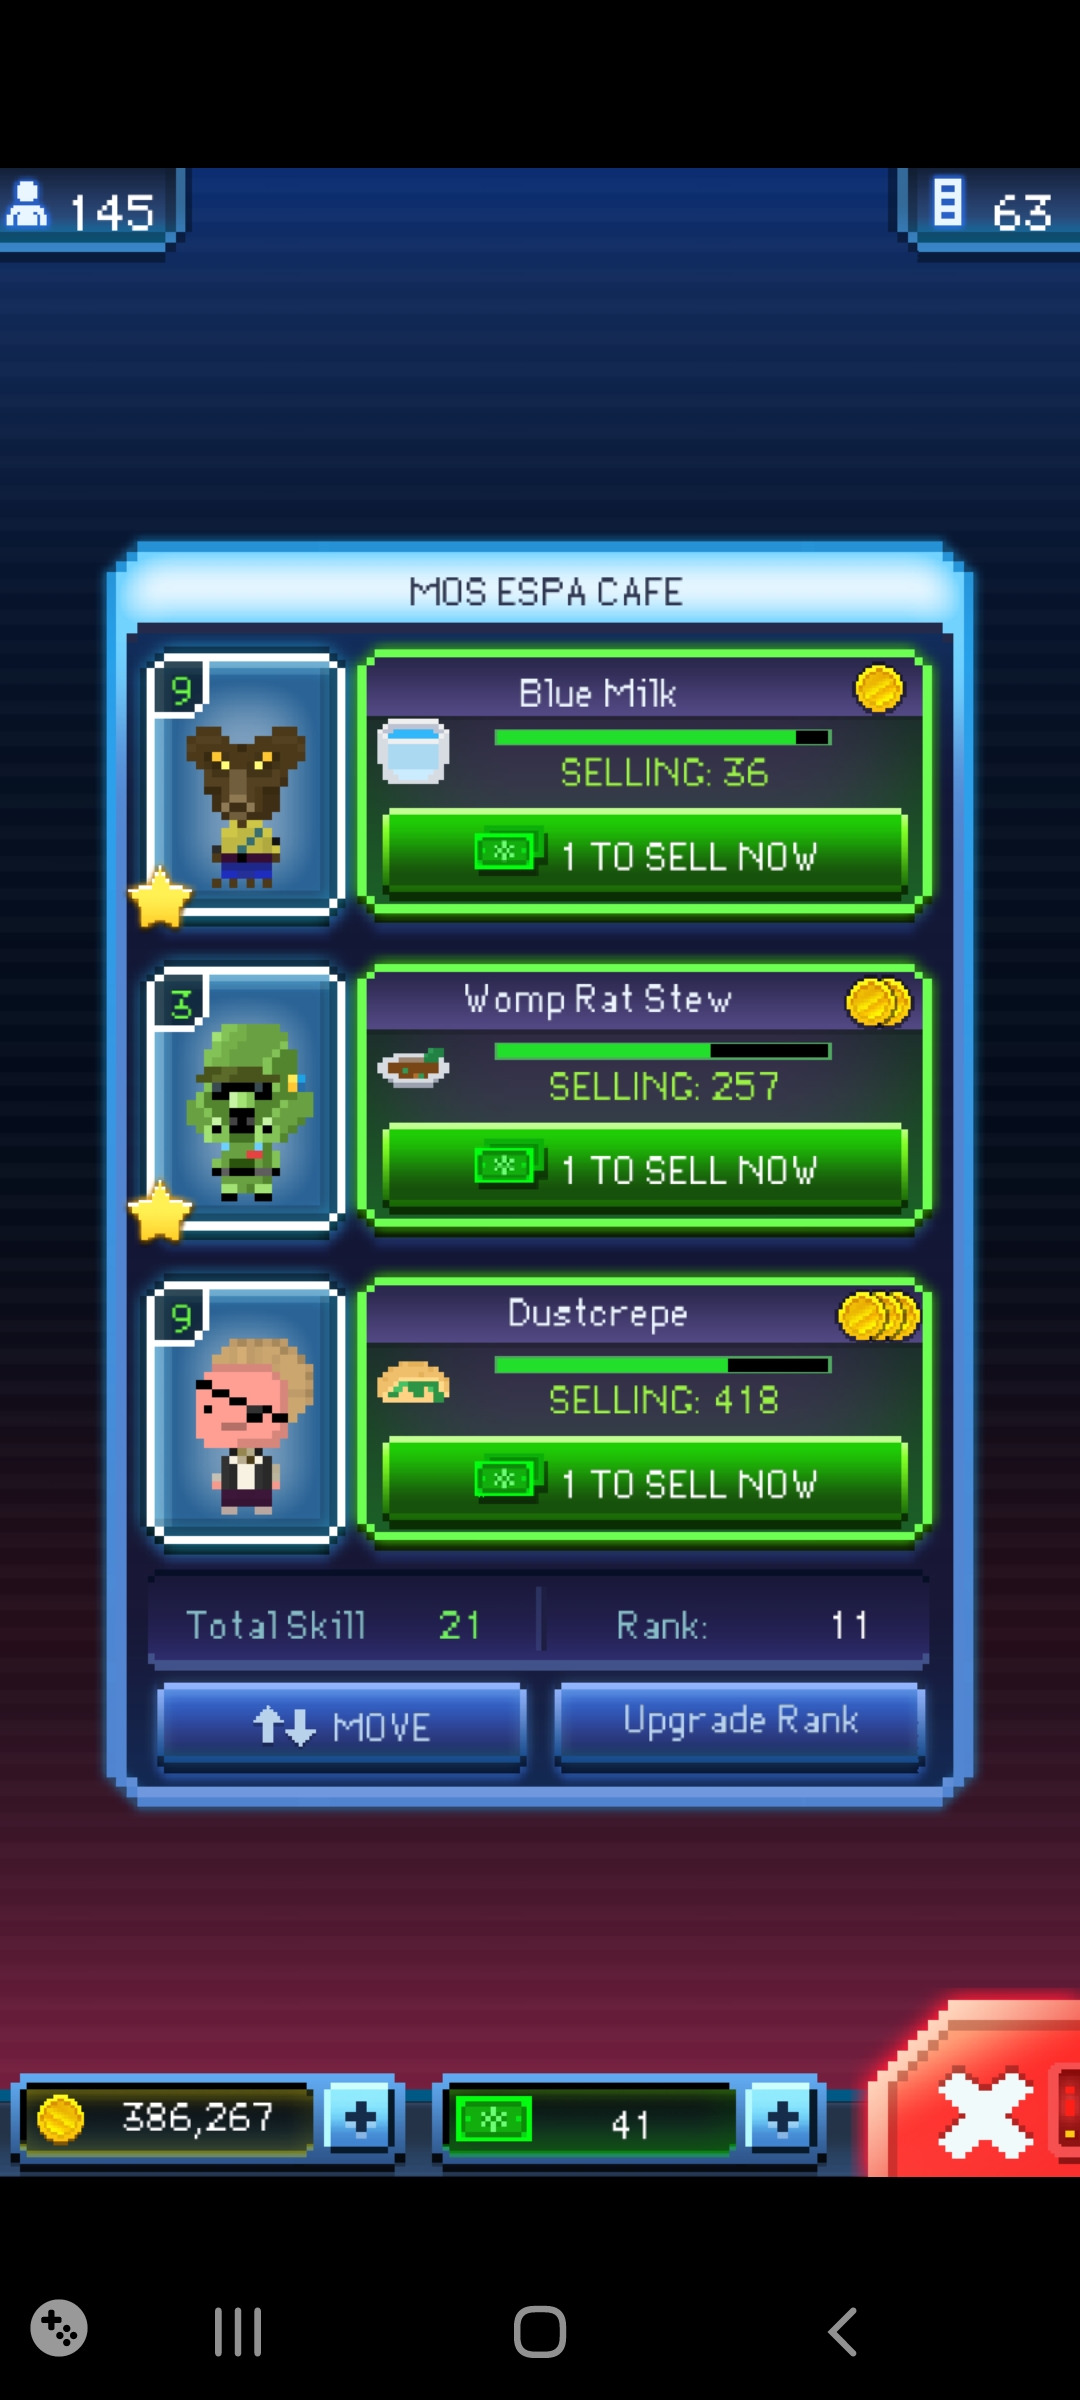 145
63
MOS ESPA CAFE
9
Blue Milk
SELLING: 36
1 TO SELL NOW
3
Womp Rat Stew
SELLING: 257
1 TO SELL NOW
9
Dustcrepe
SELLING: 418
1 TO SELL NOW
Total Skill 21
Rank: 11
MOVE
Upgrade Rank
386,267
41